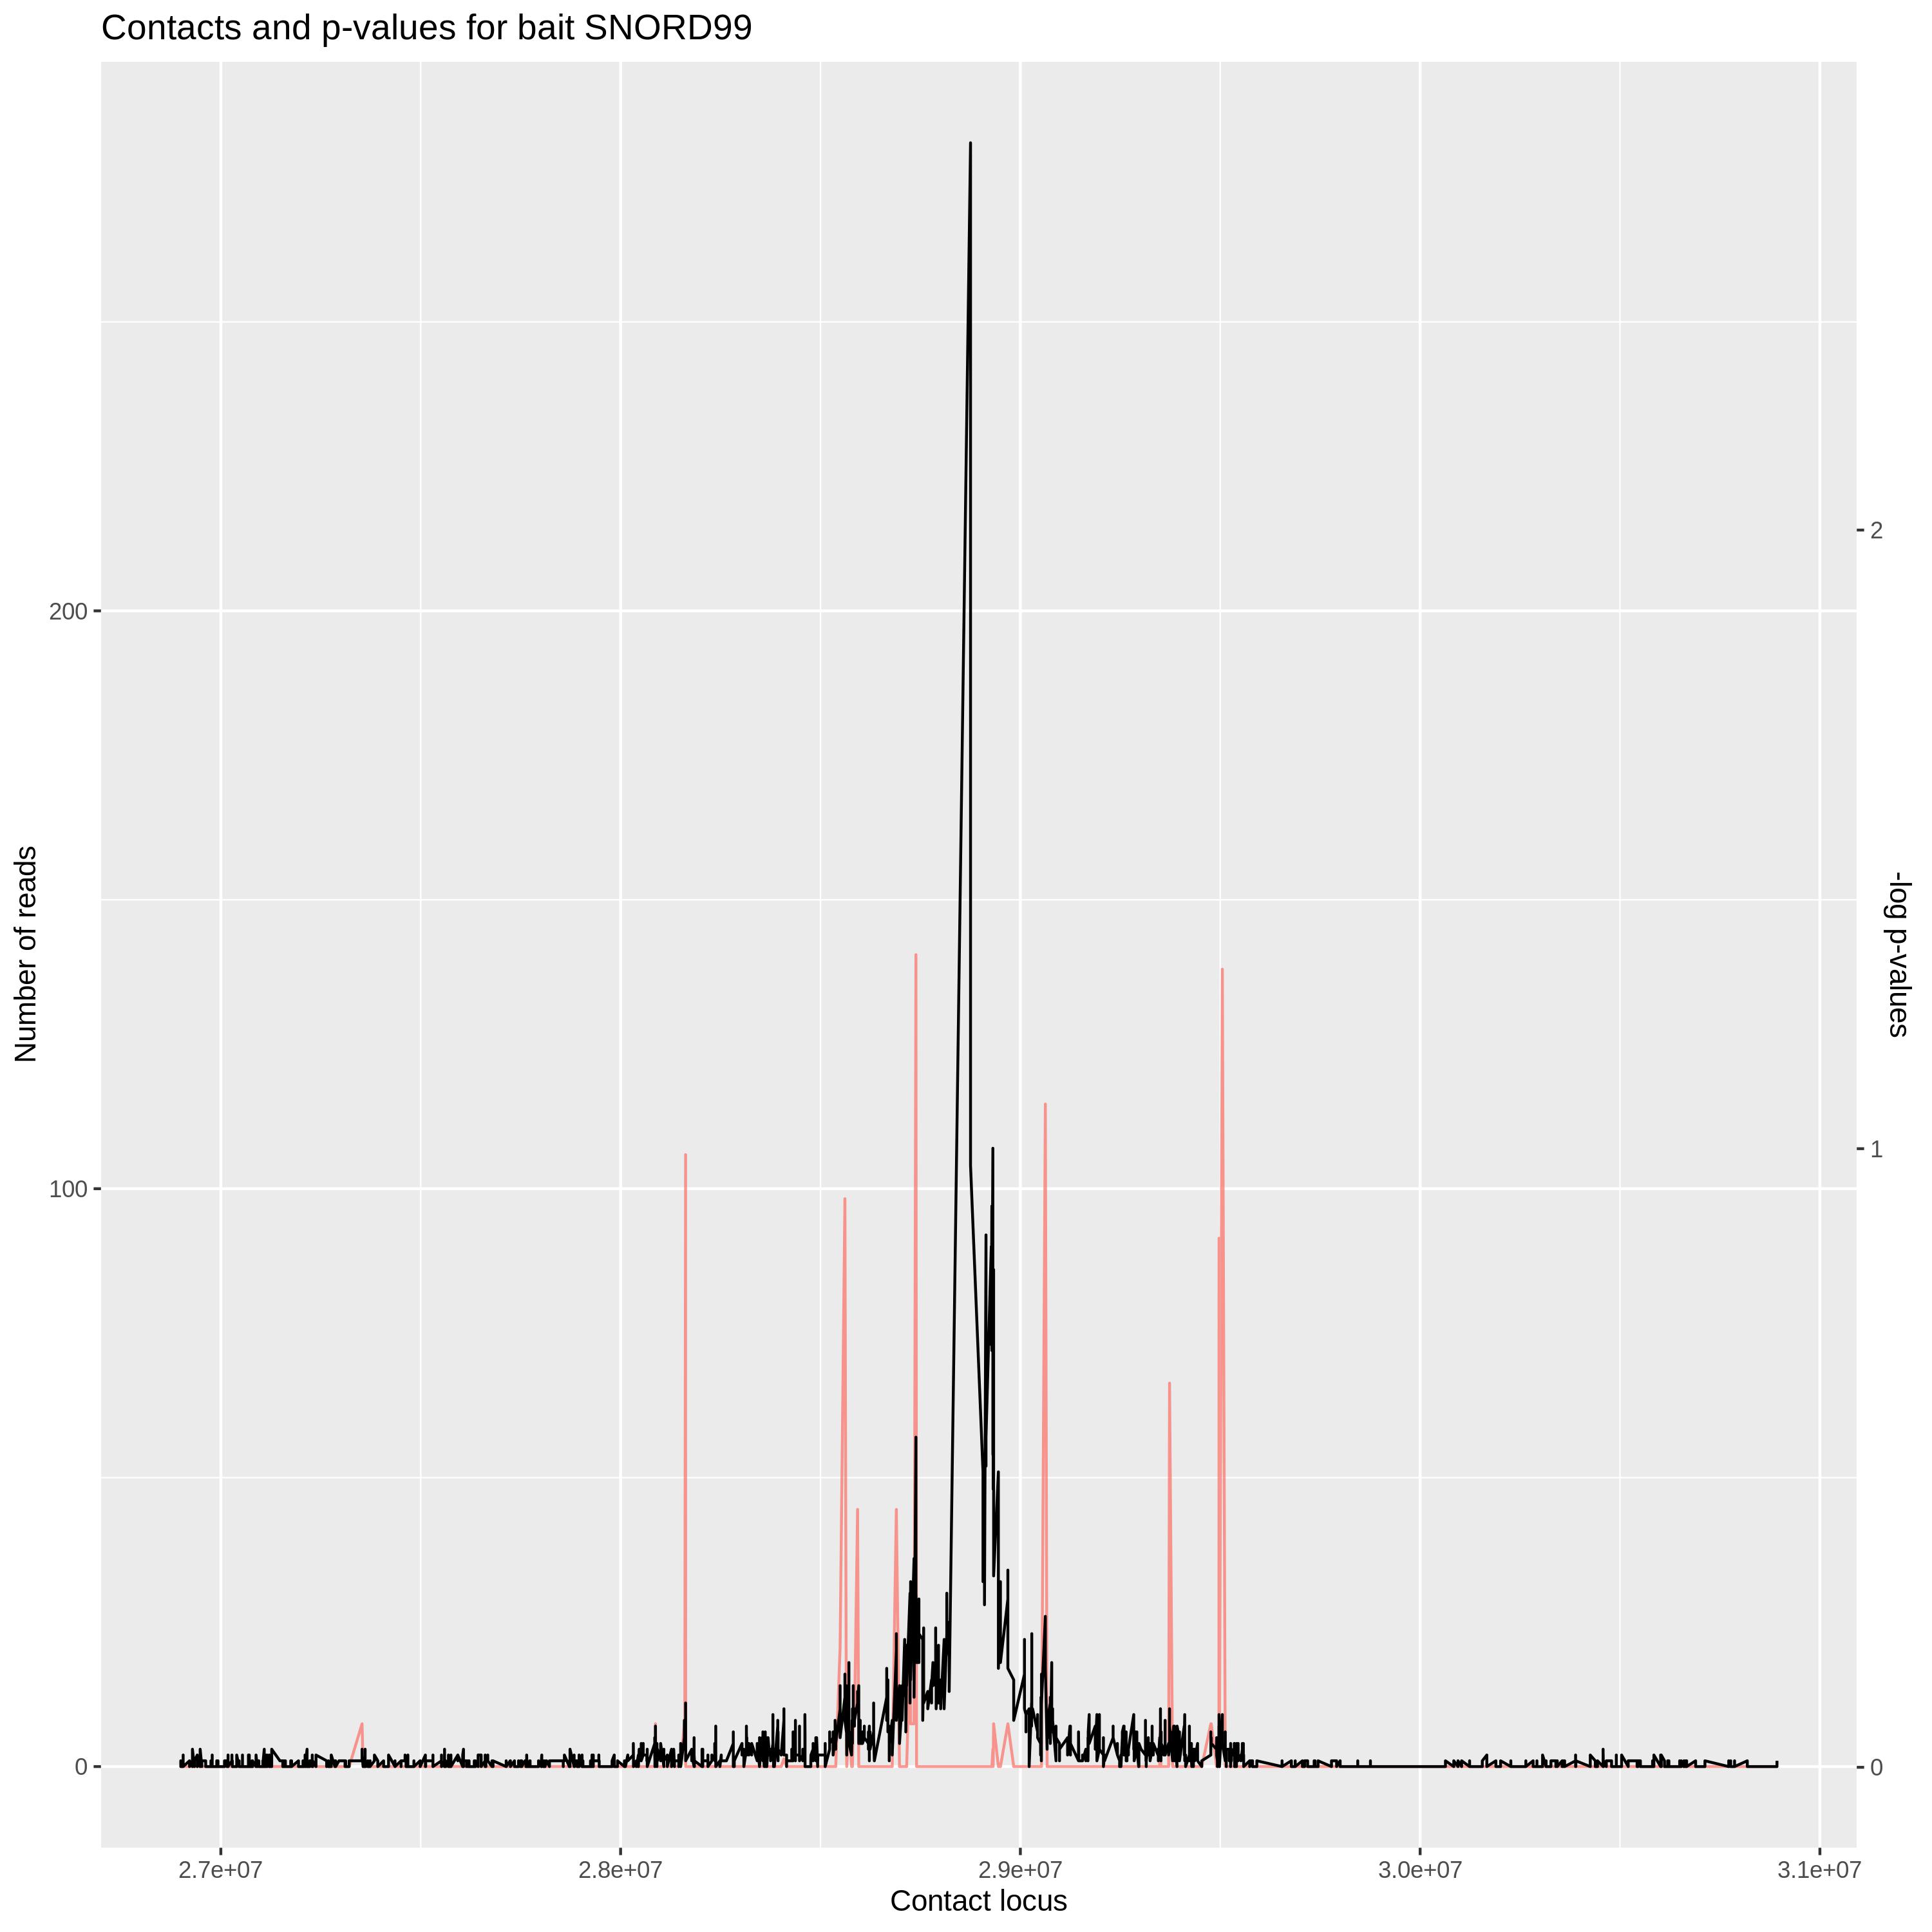 Contacts and p-values for bait SNORD99
Number of reads
200
100
0
2
1
0
-log p-values
2.7e+07
2.8e+07
2.9e+07
3.0e+07
3.1e+07
Contact locus